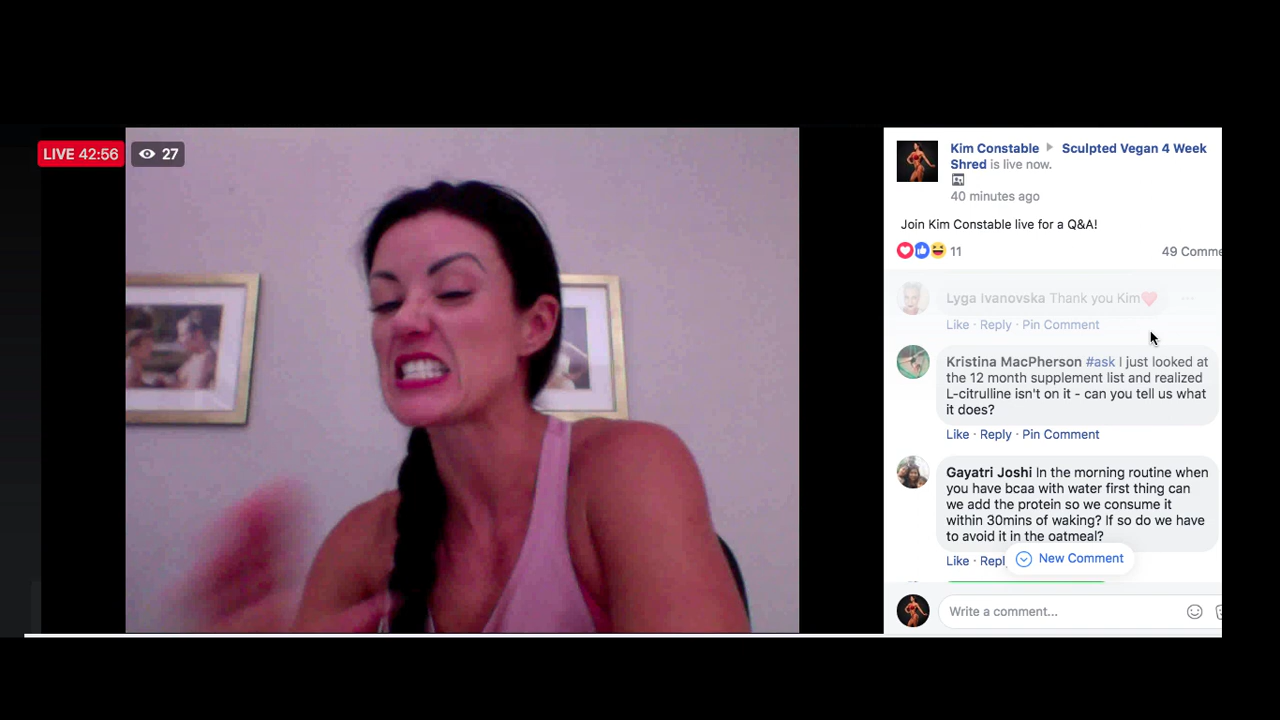 LIVE 42:56
27
Kim Constable Sculpted Vegan 4 Week
Shred is live now.
40 minutes ago
Join Kim Constable live for a Q&A!
11
49 Comme
Lyga Ivanovska Thank you Kim❤️
Like · Reply · Pin Comment
Kristina MacPherson #ask I just looked at
the 12 month supplement list and realized
L-citrulline isn't on it - can you tell us what
it does?
Like · Reply · Pin Comment
Gayatri Joshi In the morning routine when
you have bcaa with water first thing can
we add the protein so we consume it
within 30mins of waking? If so do we have
to avoid it in the oatmeal?
Like · Repl
New Comment
Write a comment...